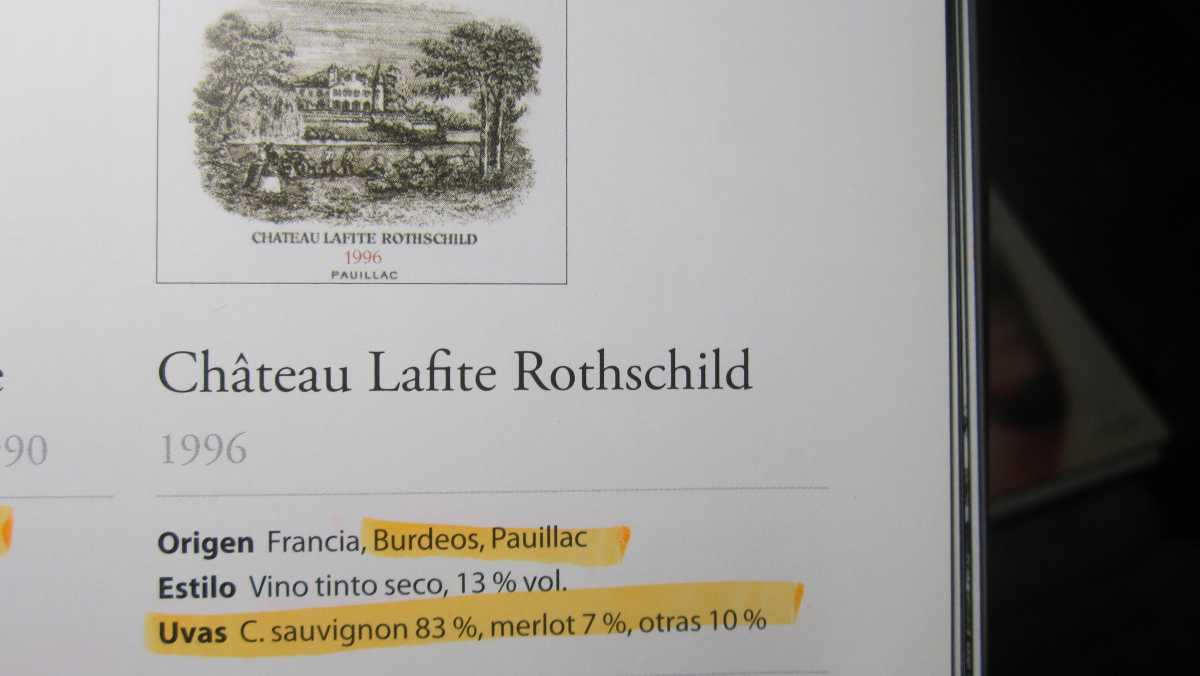 CHATEAU LAFITE ROTHSCHILD
1996
PAUILLAC
e
Château Lafite Rothschild
90
1996
Origen Francia, Burdeos, Pauillac
Estilo Vino tinto seco, 13 % vol.
Uvas C. sauvignon 83 %, merlot 7 %, otras 10 %